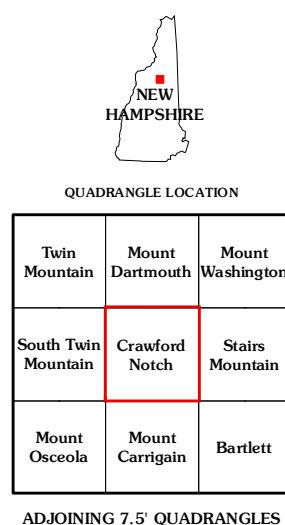 NEW
HAMPSHIRE
QUADRANGLE LOCATION
Twin
Mountain
Mount
Dartmouth
Mount
Washington
South Twin
Mountain
Crawford
Notch
Stairs
Mountain
Mount
Osceola
Mount
Carrigain
Bartlett
ADJOINING 7.5' QUADRANGLES